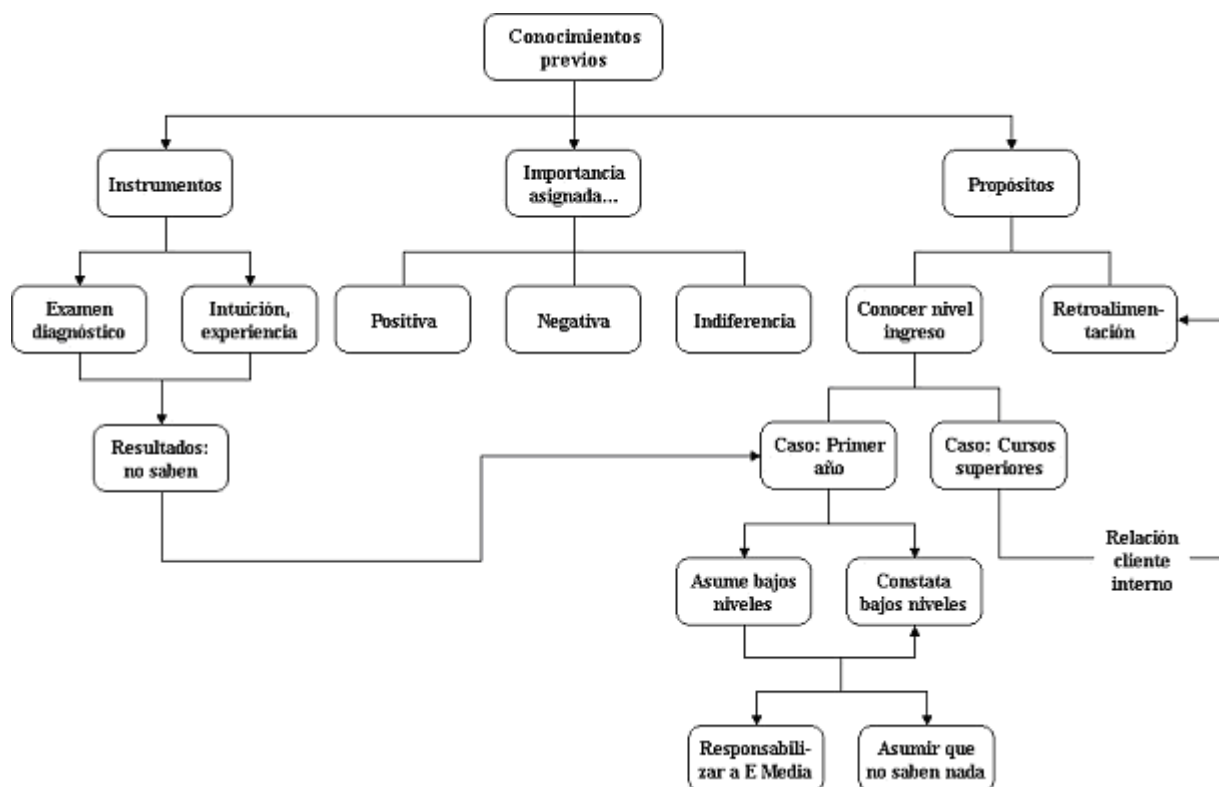 Conocimientos
previos
Instrumentos
Importancia
asignada...
Propósitos
Examen
diagnóstico
Intuición,
experiencia
Positiva
Negativa
Indiferencia
Conocer nivel
ingreso
Retroalimen-
tación
Resultados:
no saben
Caso: Primer
año
Caso: Cursos
superiores
Relación
cliente
interno
Asume bajos
niveles
Constata
bajos niveles
Responsabili-
zar a E Media
Asumir que
no saben nada